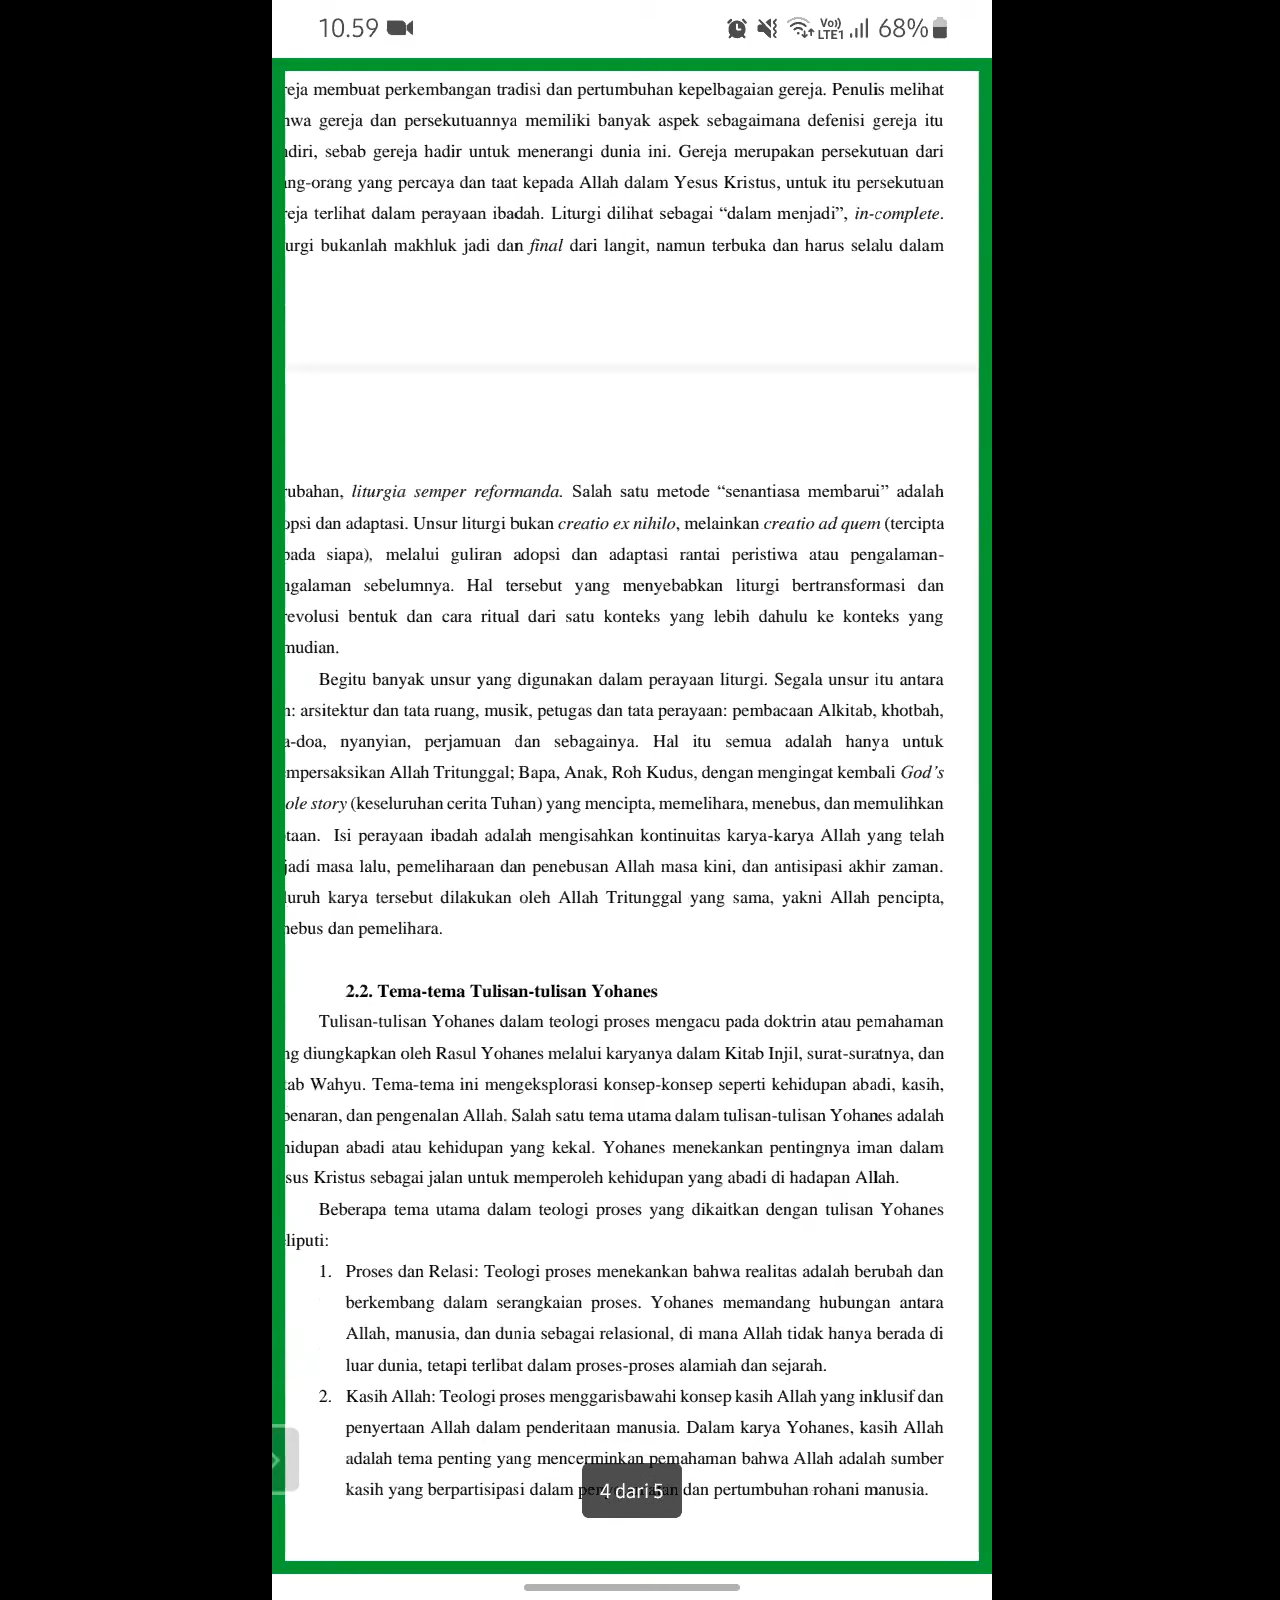 10.59
Vo)) LTE1 68%
reja membuat perkembangan tradisi dan pertumbuhan kepelbagaian gereja. Penulis melihat
hwa gereja dan persekutuannya memiliki banyak aspek sebagaimana defenisi gereja itu
diri, sebab gereja hadir untuk menerangi dunia ini. Gereja merupakan persekutuan dari
ng-orang yang percaya dan taat kepada Allah dalam Yesus Kristus, untuk itu persekutuan
reja terlihat dalam perayaan ibadah. Liturgi dilihat sebagai “dalam menjadi”, in-complete.
urgi bukanlah makhluk jadi dan final dari langit, namun terbuka dan harus selalu dalam
rubahan, liturgia semper reformanda. Salah satu metode “senantiasa membarui” adalah
opsi dan adaptasi. Unsur liturgi bukan creatio ex nihilo, melainkan creatio ad quem (tercipta
pada siapa), melalui guliran adopsi dan adaptasi rantai peristiwa atau pengalaman-
ngalaman sebelumnya. Hal tersebut yang menyebabkan liturgi bertransformasi dan
revolusi bentuk dan cara ritual dari satu konteks yang lebih dahulu ke konteks yang
mudian.
Begitu banyak unsur yang digunakan dalam perayaan liturgi. Segala unsur itu antara
n: arsitektur dan tata ruang, musik, petugas dan tata perayaan: pembacaan Alkitab, khotbah,
a-doa, nyanyian, perjamuan dan sebagainya. Hal itu semua adalah hanya untuk
mpersaksikan Allah Tritunggal; Bapa, Anak, Roh Kudus, dengan mengingat kembali God’s
ole story (keseluruhan cerita Tuhan) yang mencipta, memelihara, menebus, dan memulihkan
taan. Isi perayaan ibadah adalah mengisahkan kontinuitas karya-karya Allah yang telah
jadi masa lalu, pemeliharaan dan penebusan Allah masa kini, dan antisipasi akhir zaman.
luruh karya tersebut dilakukan oleh Allah Tritunggal yang sama, yakni Allah pencipta,
nebus dan pemelihara.
2.2. Tema-tema Tulisan-tulisan Yohanes
Tulisan-tulisan Yohanes dalam teologi proses mengacu pada doktrin atau pemahaman
ng diungkapkan oleh Rasul Yohanes melalui karyanya dalam Kitab Injil, surat-suratnya, dan
tab Wahyu. Tema-tema ini mengeksplorasi konsep-konsep seperti kehidupan abadi, kasih,
benaran, dan pengenalan Allah. Salah satu tema utama dalam tulisan-tulisan Yohanes adalah
hidupan abadi atau kehidupan yang kekal. Yohanes menekankan pentingnya iman dalam
sus Kristus sebagai jalan untuk memperoleh kehidupan yang abadi di hadapan Allah.
Beberapa tema utama dalam teologi proses yang dikaitkan dengan tulisan Yohanes
liputi:
1. Proses dan Relasi: Teologi proses menekankan bahwa realitas adalah berubah dan
berkembang dalam serangkaian proses. Yohanes memandang hubungan antara
Allah, manusia, dan dunia sebagai relasional, di mana Allah tidak hanya berada di
luar dunia, tetapi terlibat dalam proses-proses alamiah dan sejarah.
2. Kasih Allah: Teologi proses menggarisbawahi konsep kasih Allah yang inklusif dan
penyertaan Allah dalam penderitaan manusia. Dalam karya Yohanes, kasih Allah
adalah tema penting yang mencerminkan pemahaman bahwa Allah adalah sumber
kasih yang berpartisipasi dalam dan pertumbuhan rohani manusia.
4 dari 5